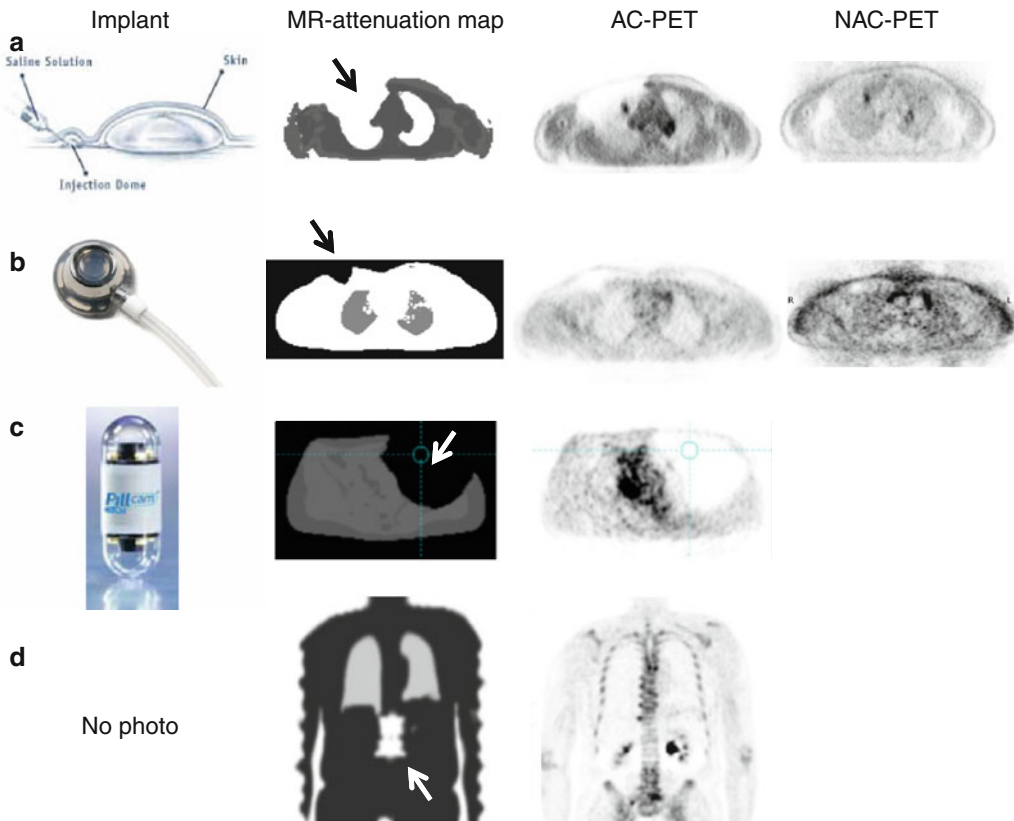 Implant MR-attenuation map AC-PET NAC-PET
a
Saline Solution
Skin
Injection Dome
b
R L
c
Pillcam
d
No photo